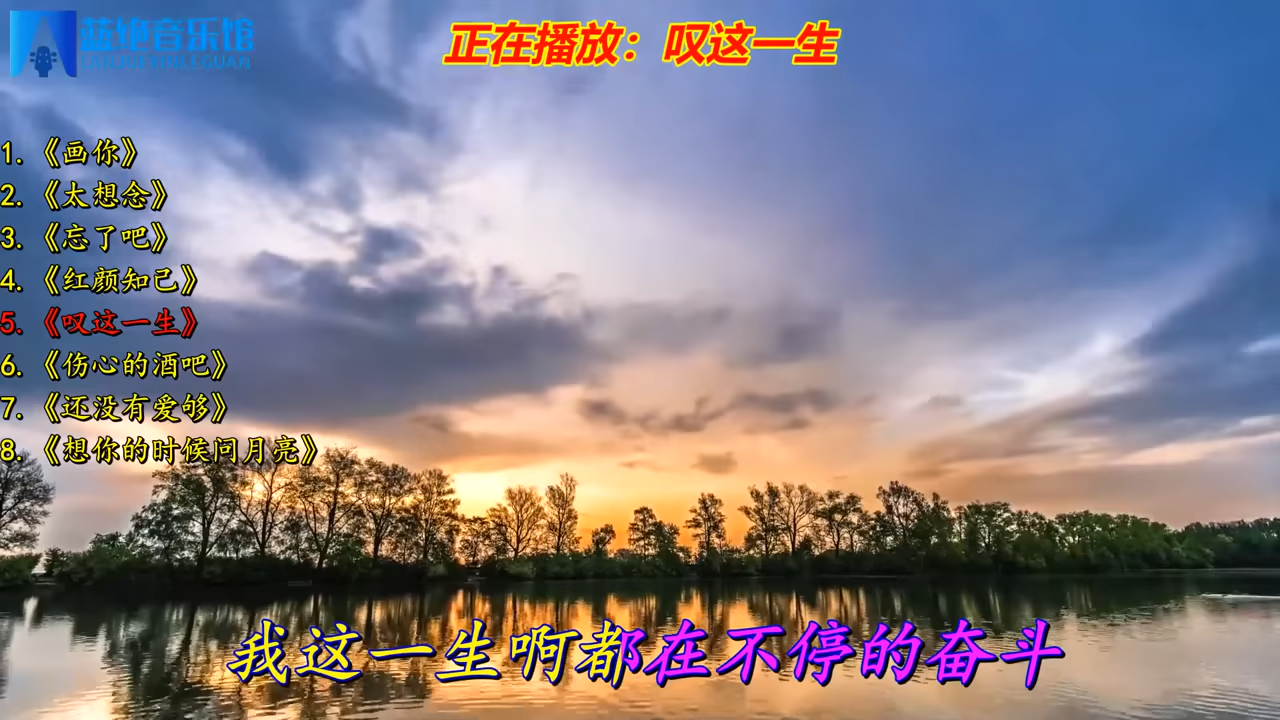 蓝绝音乐馆
LANJUEYINLEGUAN
正在播放：叹这一生
1.《画你》
2.《太想念》
3.《忘了吧》
4.《红颜知己》
5.《叹这一生》
6.《伤心的酒吧》
7.《还没有爱够》
8.《想你的时候问月亮》
我这一生啊都在不停的奋斗